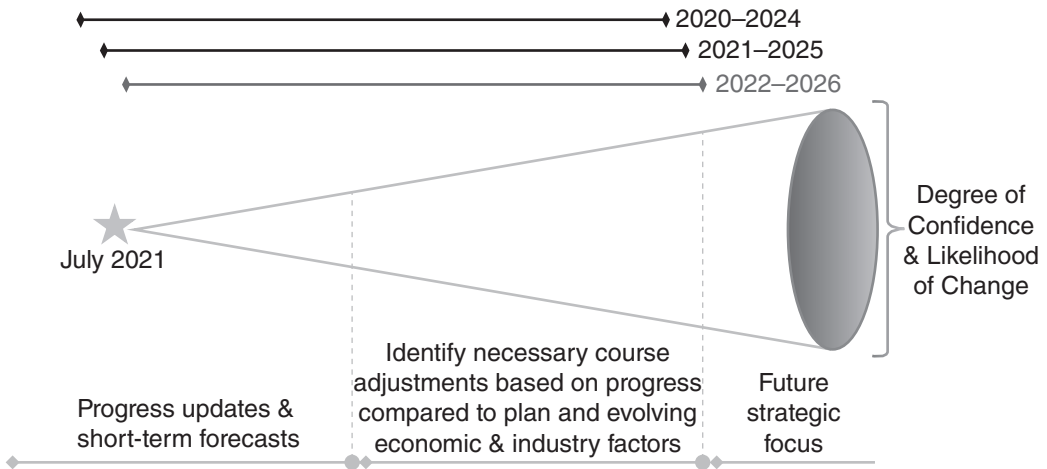 2020–2024
2021–2025
2022–2026
July 2021
Degree of
Confidence
& Likelihood
of Change
Progress updates &
short-term forecasts
Identify necessary course
adjustments based on progress
compared to plan and evolving
economic & industry factors
Future
strategic
focus